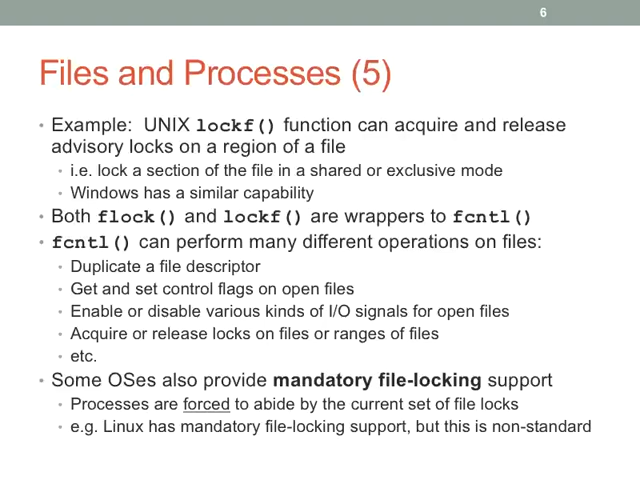 6
Files and Processes (5)
• Example: UNIX lockf() function can acquire and release
advisory locks on a region of a file
• i.e. lock a section of the file in a shared or exclusive mode
• Windows has a similar capability
• Both flock() and lockf() are wrappers to fcntl()
• fcntl() can perform many different operations on files:
• Duplicate a file descriptor
• Get and set control flags on open files
• Enable or disable various kinds of I/O signals for open files
• Acquire or release locks on files or ranges of files
• etc.
• Some OSes also provide mandatory file-locking support
• Processes are forced to abide by the current set of file locks
• e.g. Linux has mandatory file-locking support, but this is non-standard